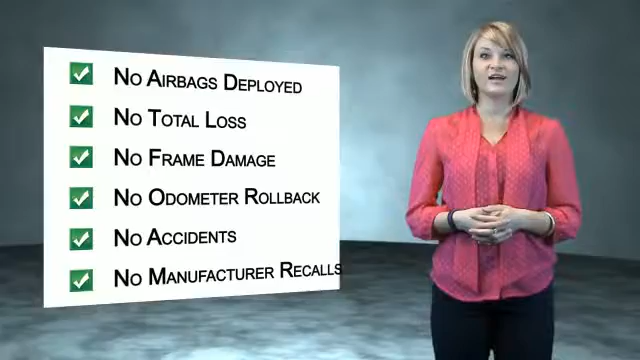 No Airbags Deployed
No Total Loss
No Frame Damage
No Odometer Rollback
No Accidents
No Manufacturer Recalls